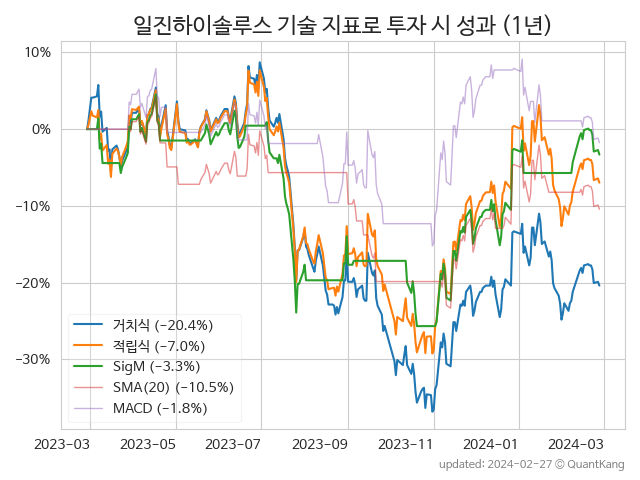 일진하이솔루스 기술 지표로 투자 시 성과 (1년)
10%
0%
−10%
−20%
−30%
거치식 (−20.4%)
적립식 (−7.0%)
SigM (−3.3%)
SMA(20) (−10.5%)
MACD (−1.8%)
2023-03 2023-05 2023-07 2023-09 2023-11 2024-01 2024-03
updated: 2024-02-27 © QuantKang